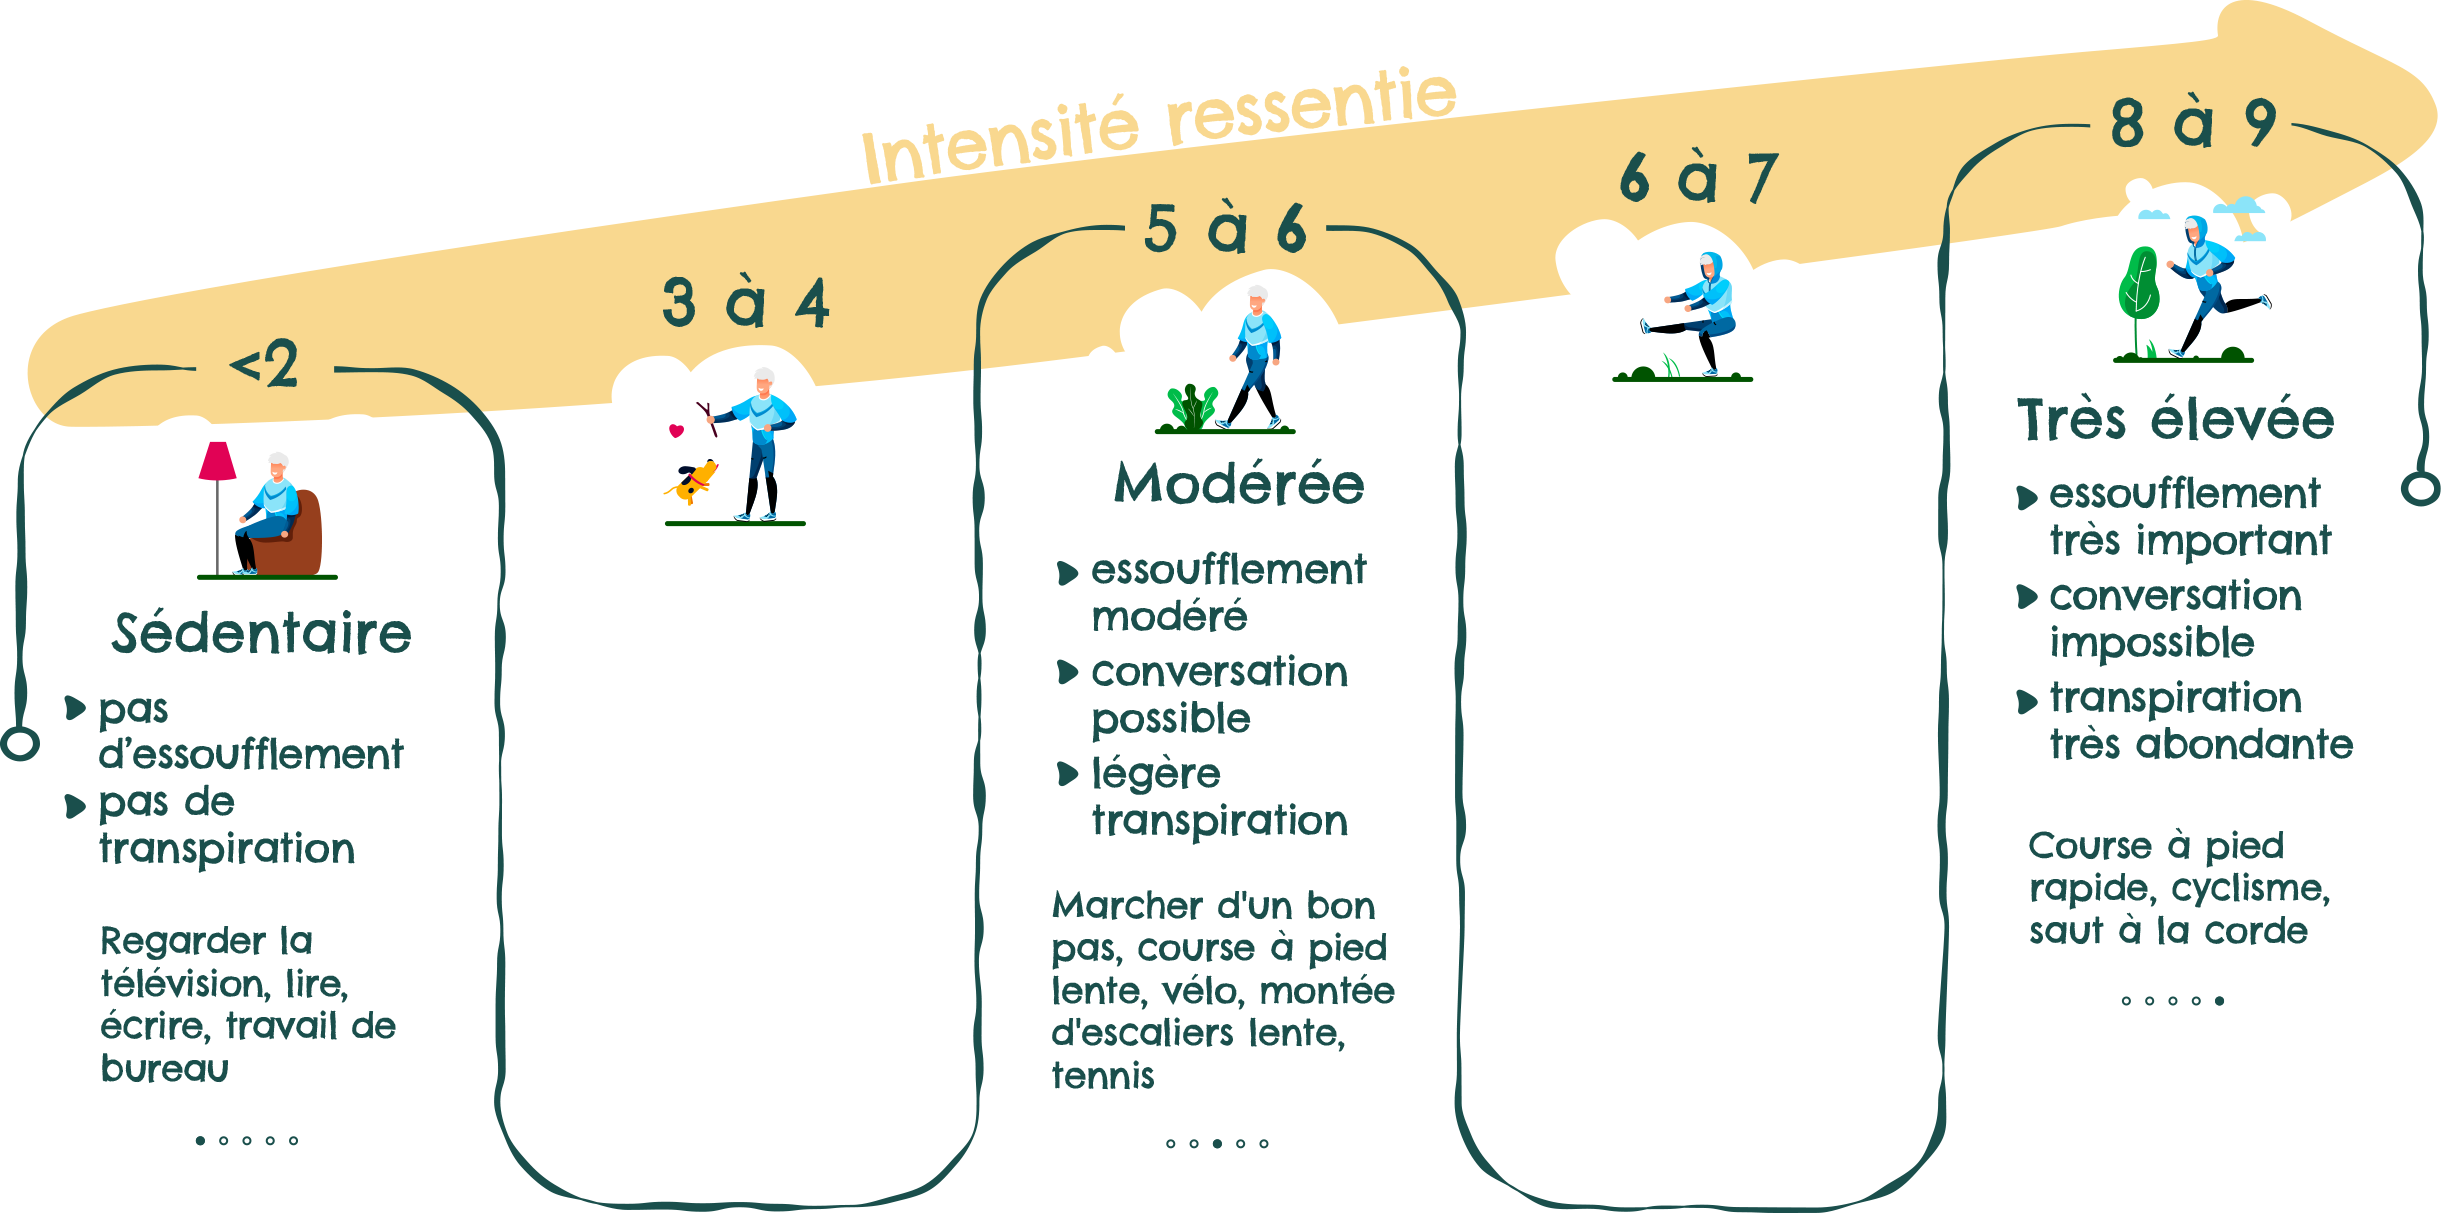 Intensité ressentie
<2
Sédentaire
pas
d'essoufflement
pas de
transpiration
Regarder la
télévision, lire,
écrire, travail de
bureau
3 à 4
5 à 6
Modérée
essoufflement
modéré
conversation
possible
légère
transpiration
Marcher d'un bon
pas, course à pied
lente, vélo, montée
d'escaliers lente,
tennis
6 à 7
8 à 9
Très élevée
essoufflement
très important
conversation
impossible
transpiration
très abondante
Course à pied
rapide, cyclisme,
saut à la corde